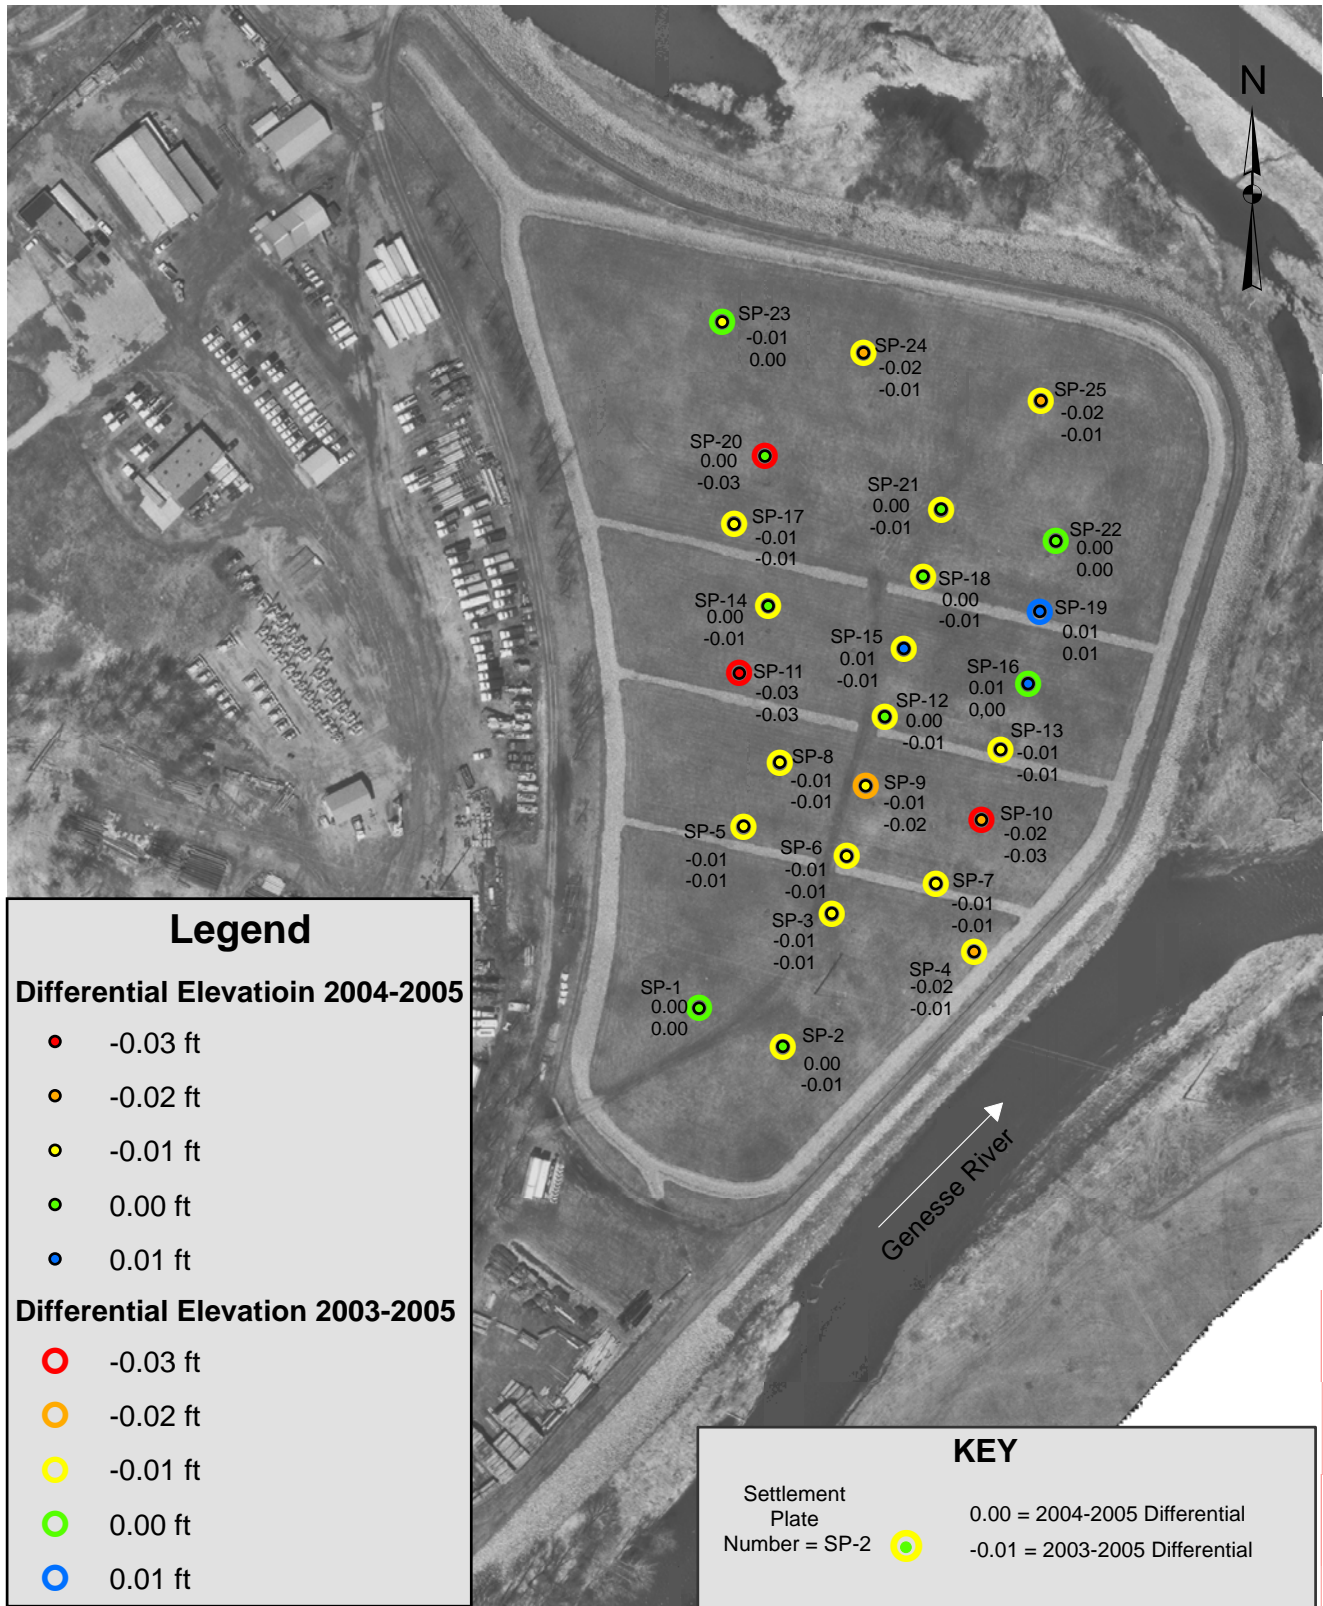 N
SP-23
-0.01
0.00
SP-24
-0.02
-0.01
SP-25
-0.02
-0.01
SP-20
0.00
-0.03
SP-21
0.00
-0.01
SP-17
-0.01
-0.01
SP-22
0.00
0.00
SP-18
0.00
-0.01
SP-14
0.00
-0.01
SP-19
0.01
0.01
SP-15
0.01
-0.01
SP-11
-0.03
-0.03
SP-16
0.01
0,00
SP-12
0.00
-0.01
SP-13
-0.01
-0.01
SP-8
-0.01
-0.01
SP-9
-0.01
-0.02
SP-10
-0.02
-0.03
SP-5
-0.01
-0.01
SP-6
-0.01
-0.01
SP-7
-0.01
-0.01
SP-3
-0.01
-0.01
SP-4
-0.02
-0.01
SP-1
0.00
0.00
SP-2
0.00
-0.01
Genesse River
Legend
Differential Elevatioin 2004-2005
-0.03 ft
-0.02 ft
-0.01 ft
0.00 ft
0.01 ft
Differential Elevation 2003-2005
-0.03 ft
-0.02 ft
-0.01 ft
0.00 ft
0.01 ft
KEY
Settlement
Plate
Number = SP-2
0.00 = 2004-2005 Differential
-0.01 = 2003-2005 Differential